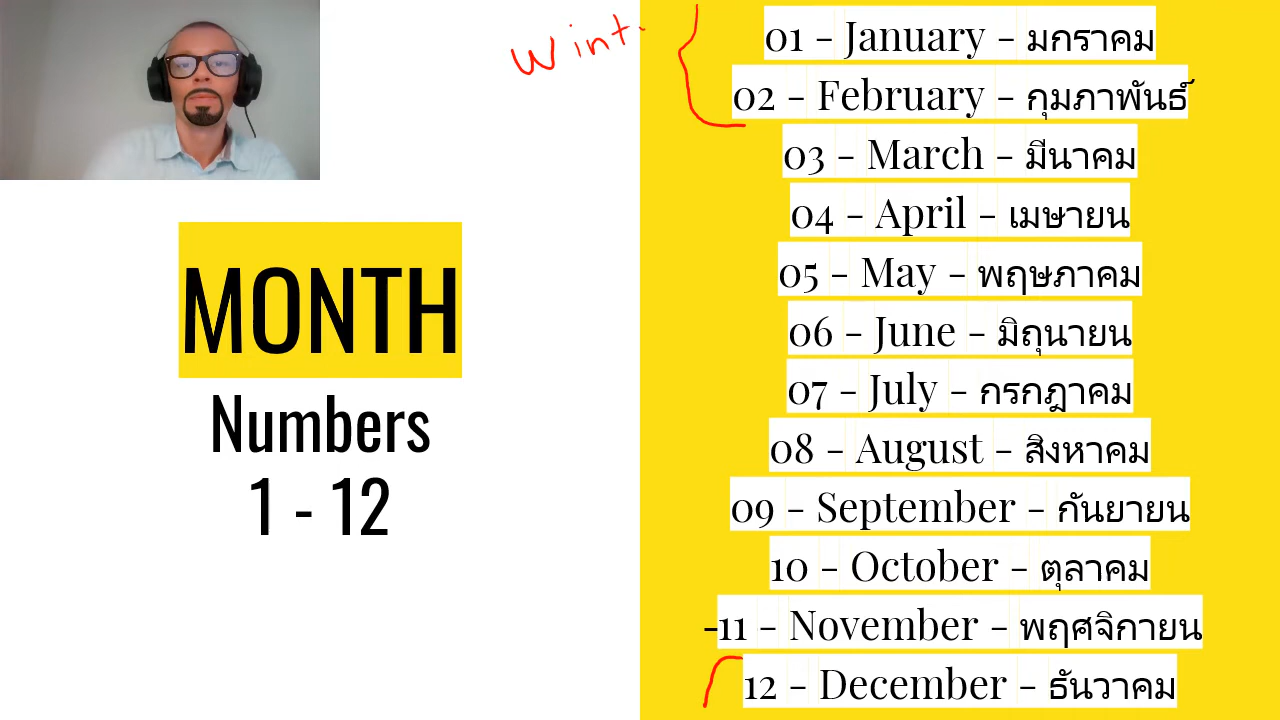 Wint
01 - January - มกราคม
02 - February - กุมภาพันธ์
03 - March - มีนาคม
04 - April - เมษายน
05 - May - พฤษภาคม
06 - June - มิถุนายน
07 - July - กรกฎาคม
08 - August - สิงหาคม
09 - September - กันยายน
10 - October - ตุลาคม
-11 - November - พฤศจิกายน
12 - December - ธันวาคม
MONTH
Numbers
1 - 12